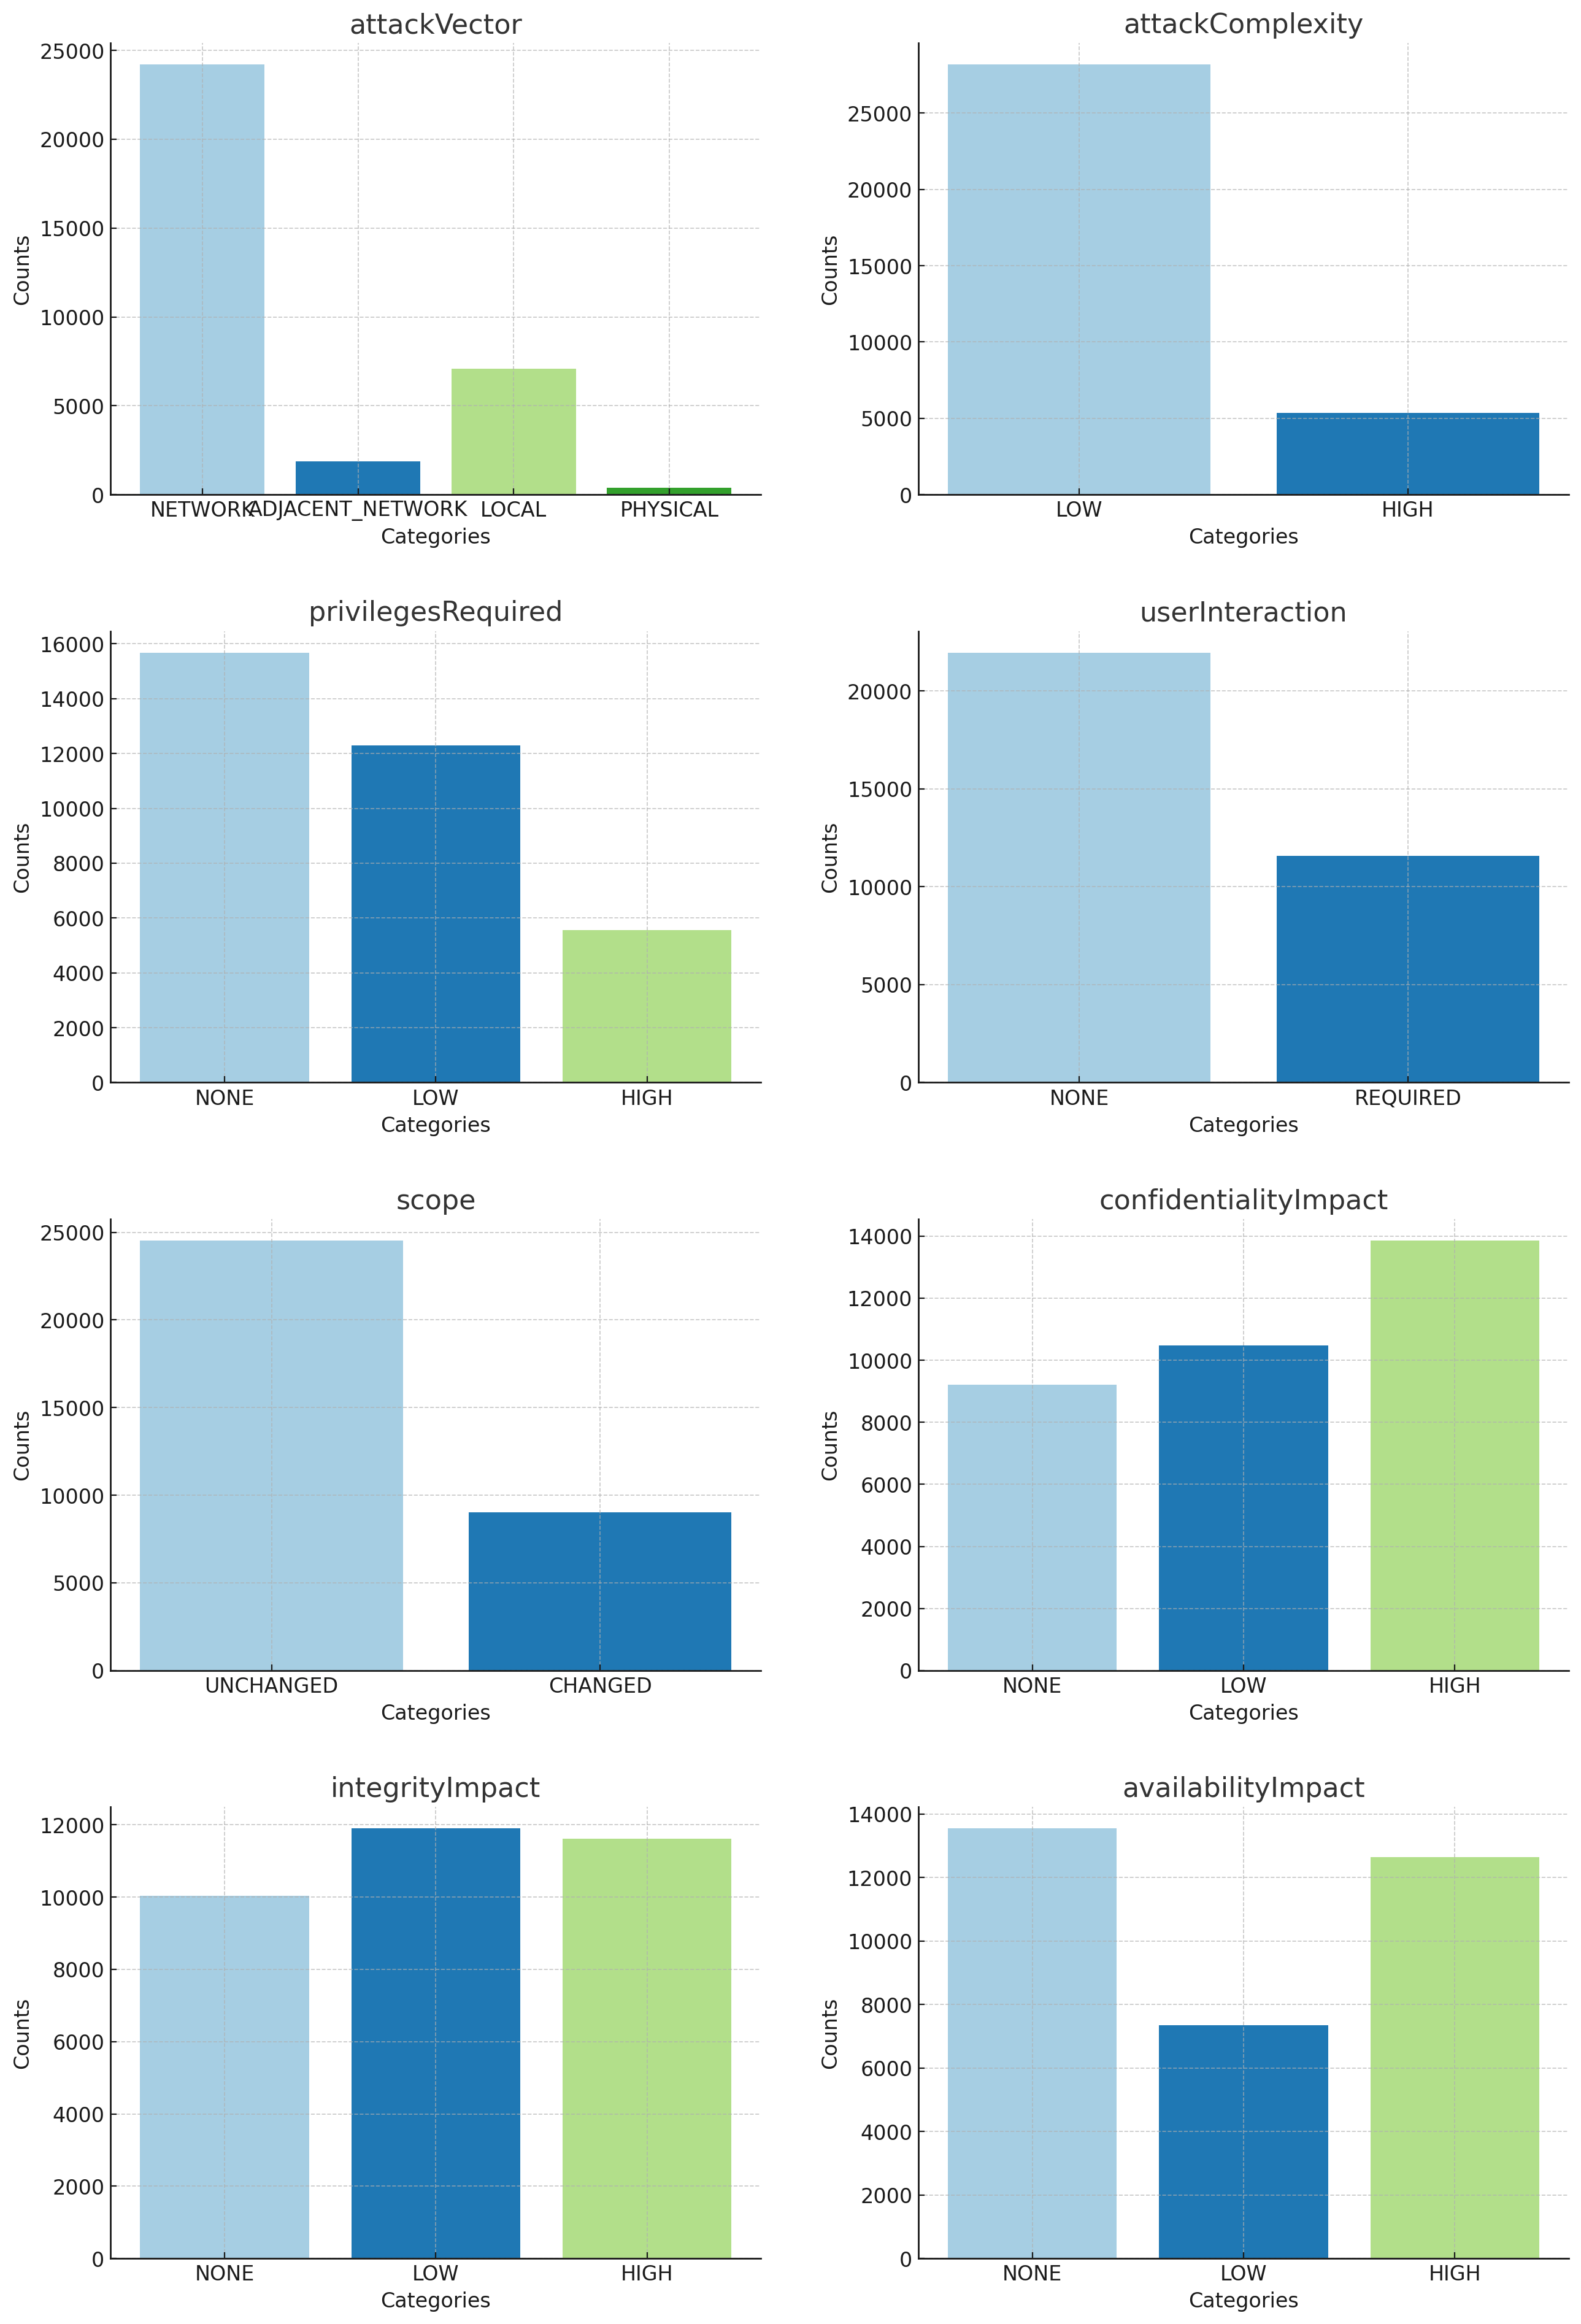 attackVector
25000
20000
15000
10000
5000
0
Counts
NETWORK ADJACENT_NETWORK LOCAL PHYSICAL
Categories
attackComplexity
25000
20000
15000
10000
5000
0
Counts
LOW HIGH
Categories
privilegesRequired
16000
14000
12000
10000
8000
6000
4000
2000
0
Counts
NONE LOW HIGH
Categories
userInteraction
20000
15000
10000
5000
0
Counts
NONE REQUIRED
Categories
scope
25000
20000
15000
10000
5000
0
Counts
UNCHANGED CHANGED
Categories
confidentialityImpact
14000
12000
10000
8000
6000
4000
2000
0
Counts
NONE LOW HIGH
Categories
integrityImpact
12000
10000
8000
6000
4000
2000
0
Counts
NONE LOW HIGH
Categories
availabilityImpact
14000
12000
10000
8000
6000
4000
2000
0
Counts
NONE LOW HIGH
Categories